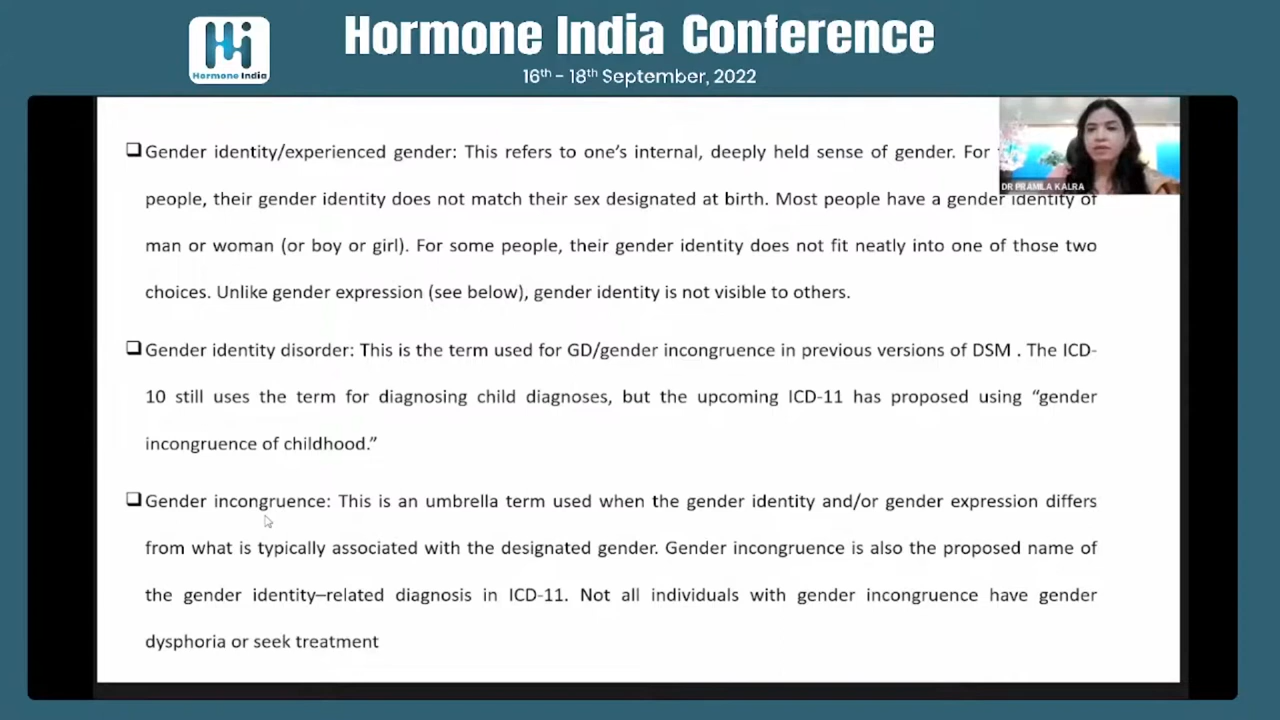 Hormone India Conference
Hormone India
16th - 18th September, 2022
Gender identity/experienced gender: This refers to one's internal, deeply held sense of gender. For
DR PRAMILA KALRA
people, their gender identity does not match their sex designated at birth. Most people have a gender identity of
man or woman (or boy or girl). For some people, their gender identity does not fit neatly into one of those two
choices. Unlike gender expression (see below), gender identity is not visible to others.
Gender identity disorder: This is the term used for GD/gender incongruence in previous versions of DSM . The ICD-
10 still uses the term for diagnosing child diagnoses, but the upcoming ICD-11 has proposed using “gender
incongruence of childhood.”
Gender incongruence: This is an umbrella term used when the gender identity and/or gender expression differs
from what is typically associated with the designated gender. Gender incongruence is also the proposed name of
the gender identity–related diagnosis in ICD-11. Not all individuals with gender incongruence have gender
dysphoria or seek treatment